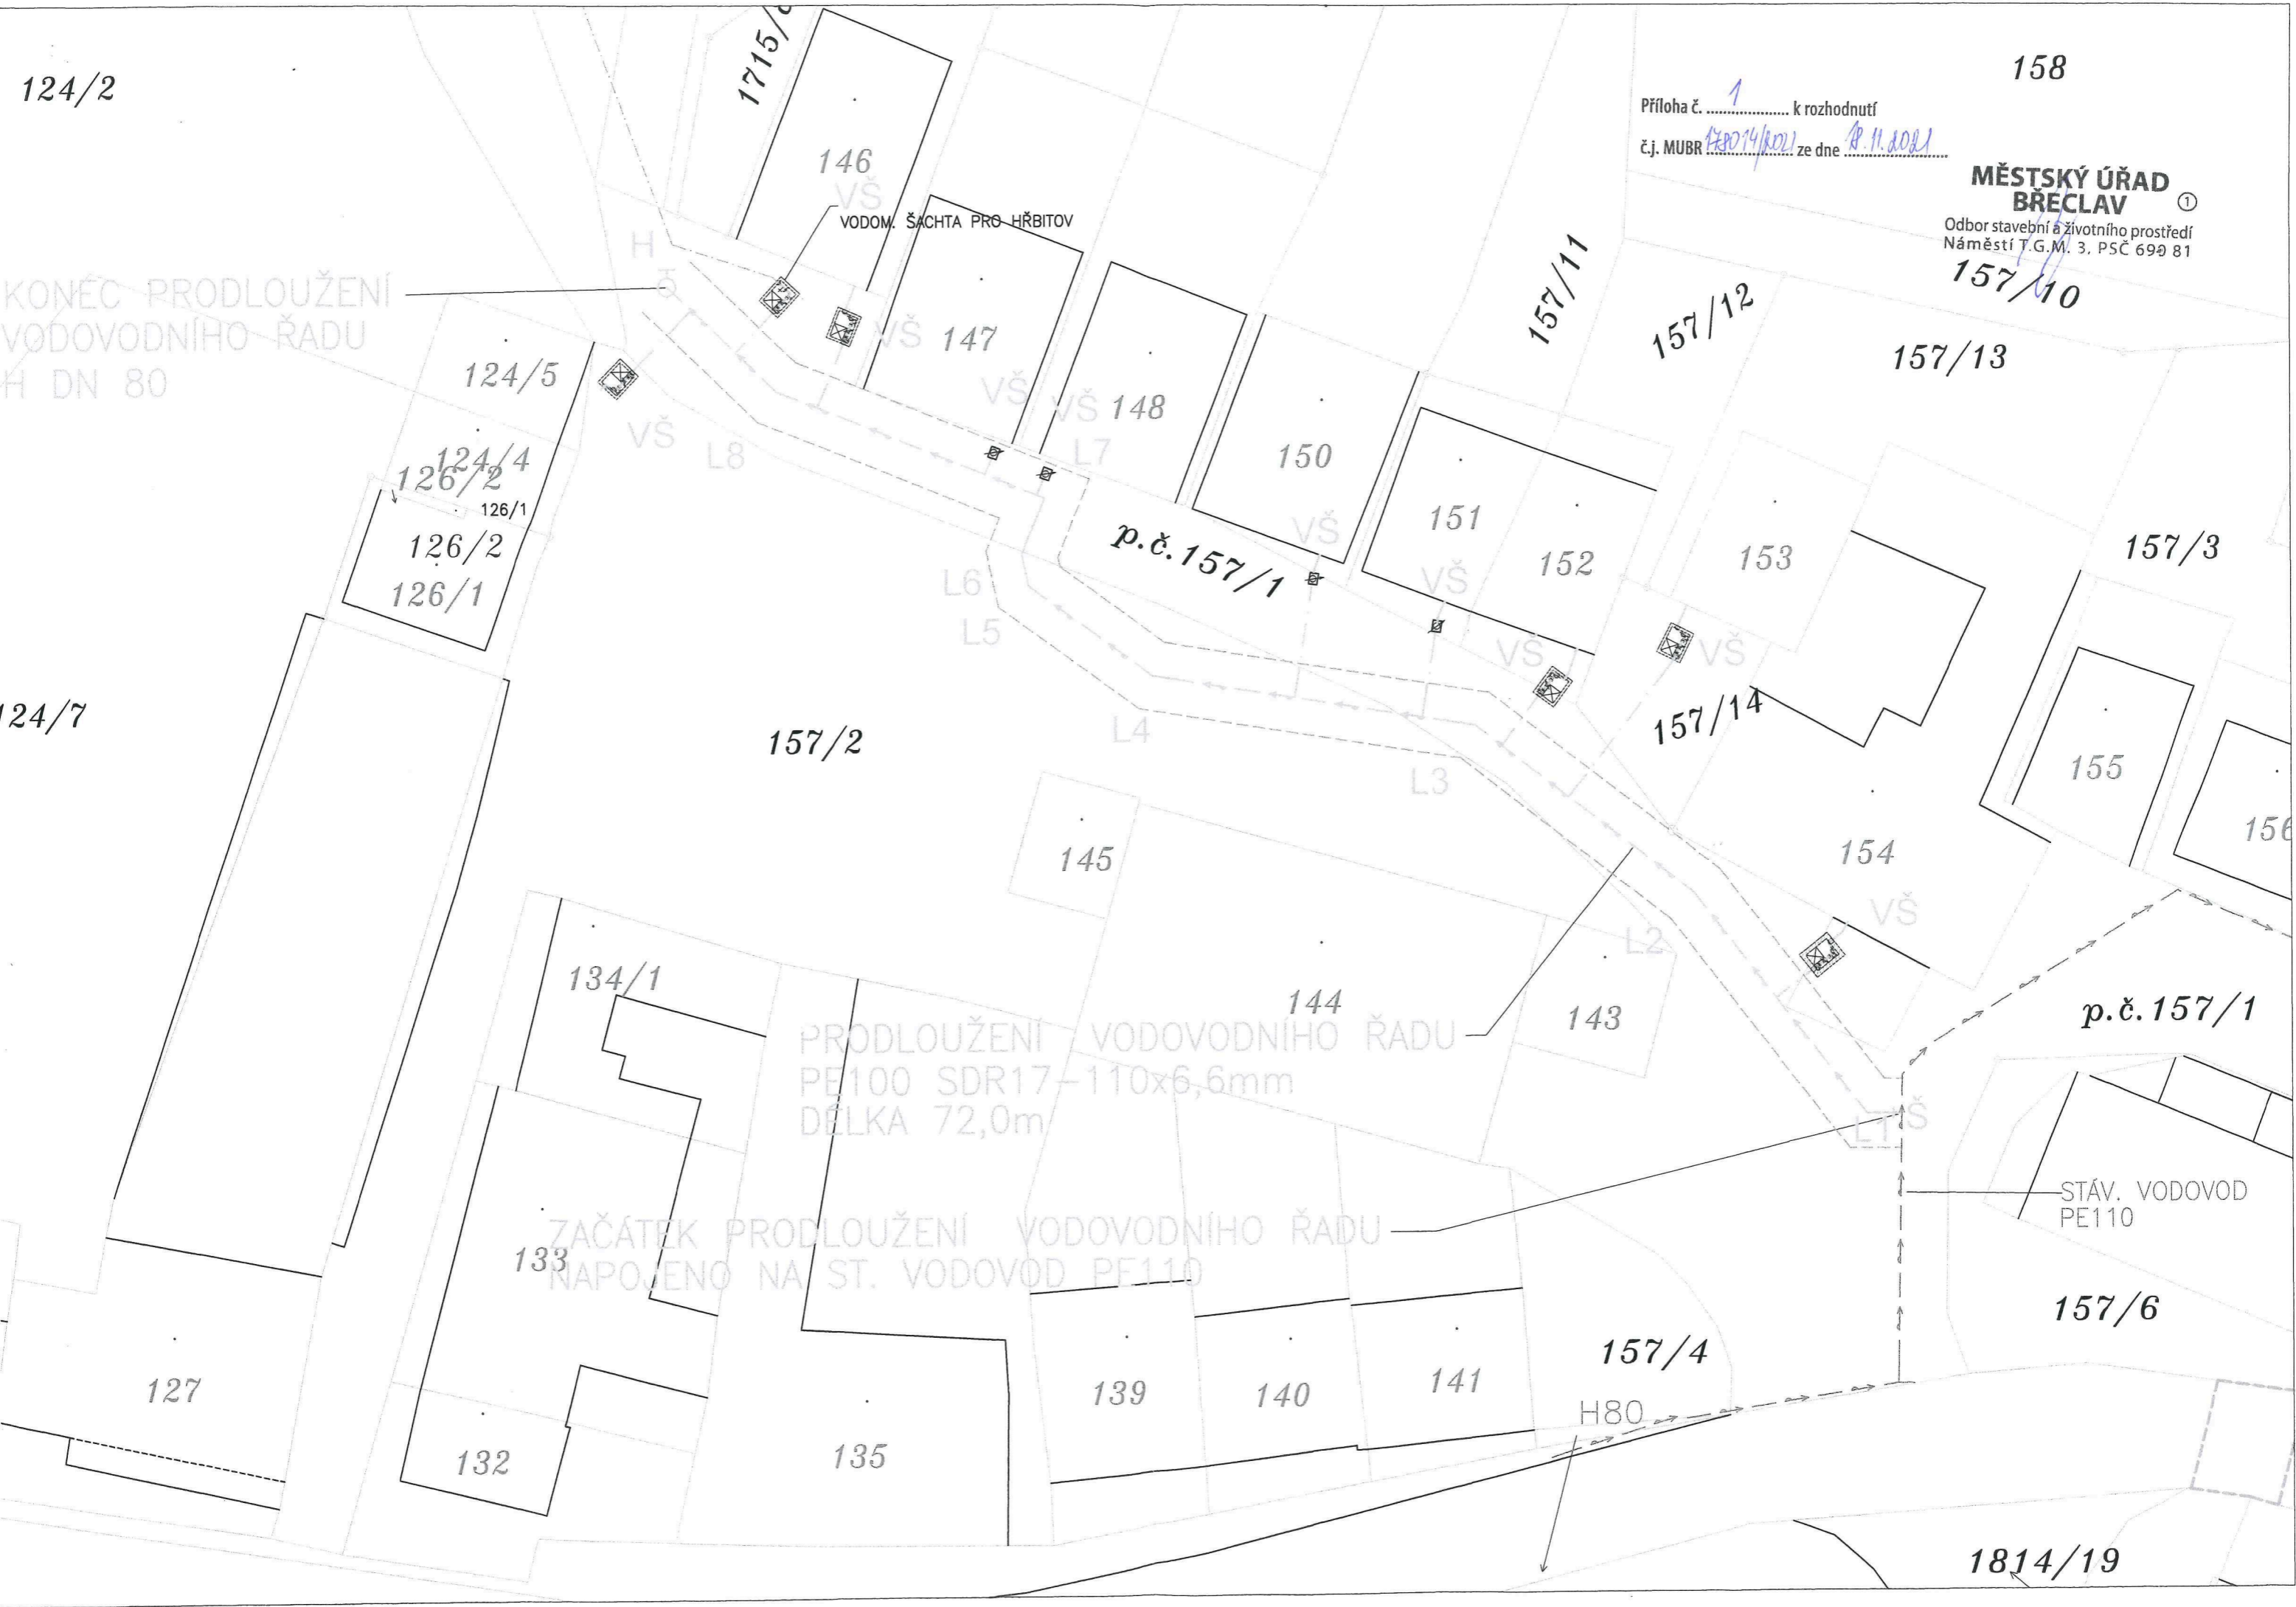 124/2
158
Příloha č. 1 k rozhodnutí
č.j. MUBR 178014/2021 ze dne 18.11.2021
MĚSTSKÝ ÚŘAD
BŘECLAV
1
Odbor stavební a životního prostředí
Náměstí T.G.M. 3, PSČ 690 81
146
VŠ
VODOM. ŠACHTA PRO HŘBITOV
H
157/11
157/12
157/10
157/13
KONEC PRODLOUŽENÍ
VODOVODNÍHO ŘADU
H DN 80
VŠ
147
VŠ
VŠ
148
124/5
VŠ
L8
L7
150
124/4
126/2
126/1
126/2
126/1
p.č.157/1
VŠ
151
VŠ
152
153
157/3
L6
L5
VŠ
VŠ
124/7
157/2
L4
157/14
L3
155
145
154
156
VŠ
L2
134/1
144
143
p.č.157/1
PRODLOUŽENÍ VODOVODNÍHO ŘADU
PE100 SDR17-110x6,6mm
DÉLKA 72,0m
L1
Š
STÁV. VODOVOD
PE110
ZAČÁTEK PRODLOUŽENÍ VODOVODNÍHO ŘADU
NAPOJENO NA ST. VODOVOD PE110
133
157/6
157/4
127
139
140
141
H80
132
135
1814/19